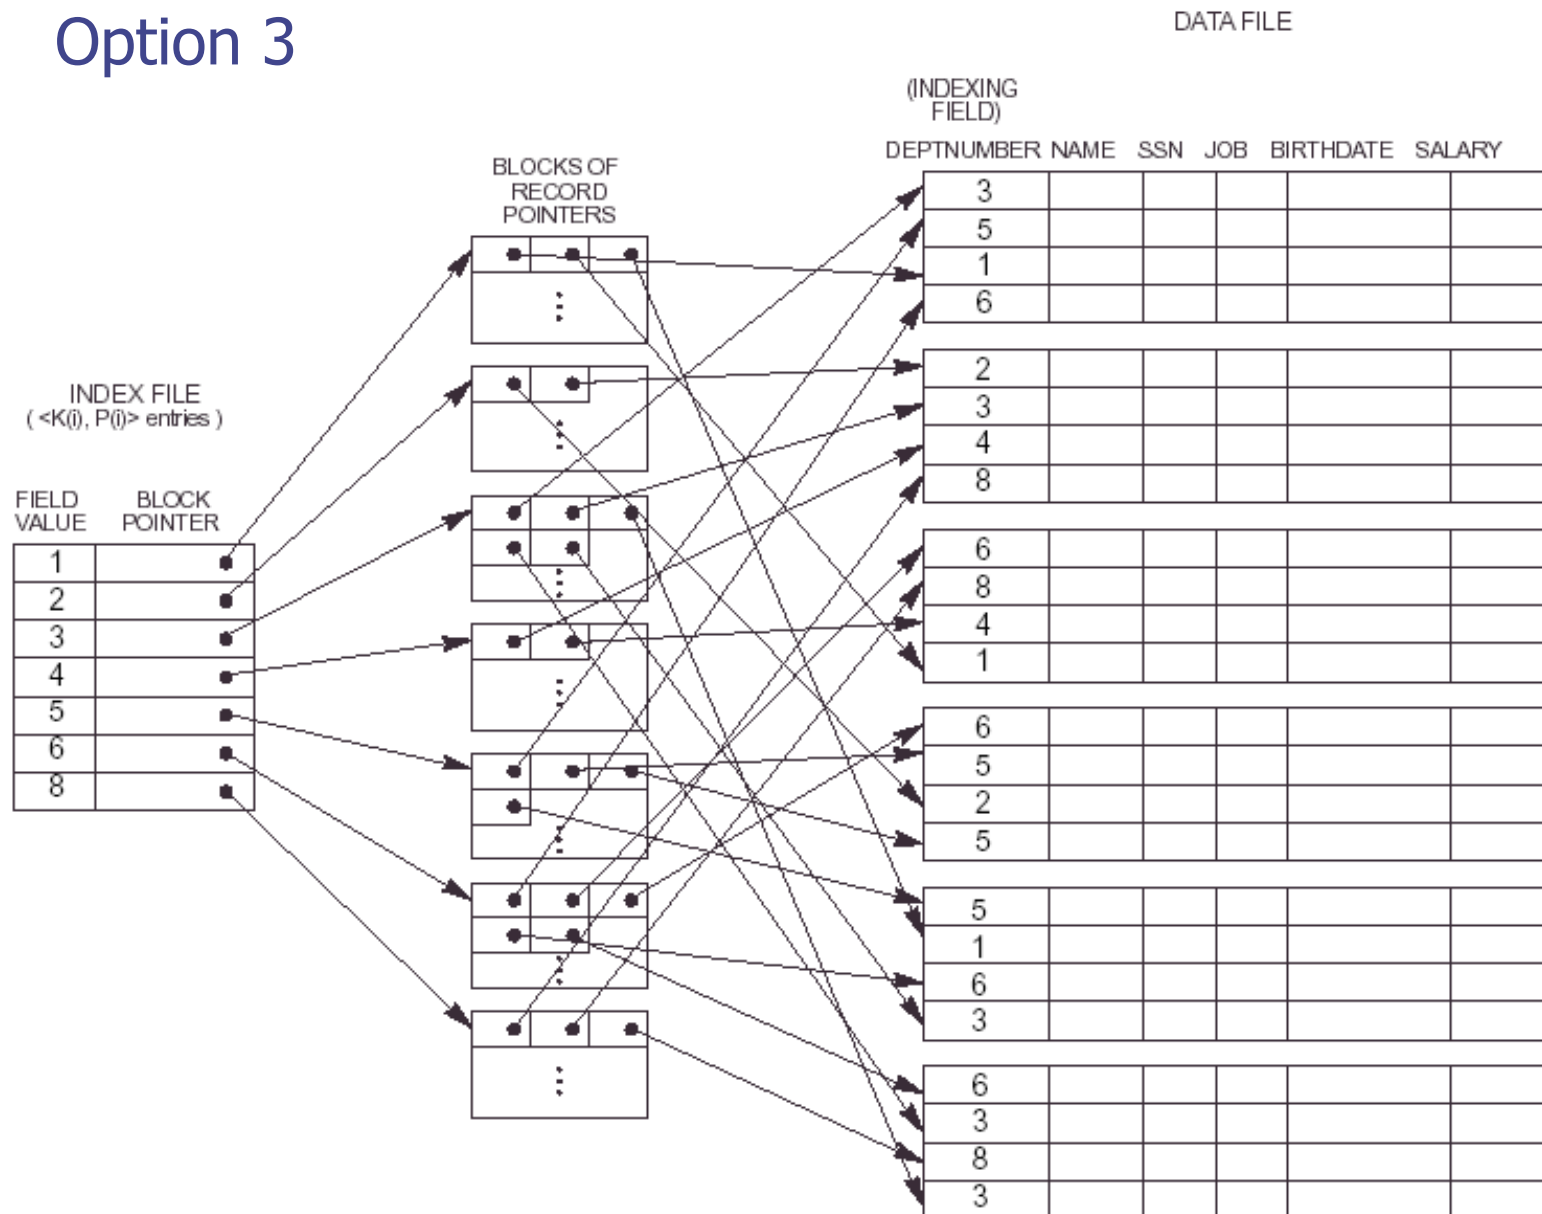 Option 3
DATA FILE
(INDEXING
FIELD)
DEPTNUMBER NAME SSN JOB BIRTHDATE SALARY
BLOCKS OF
RECORD
POINTERS
INDEX FILE
( <K(i), P(i)> entries )
FIELD
VALUE
BLOCK
POINTER
1
2
3
4
5
6
8
3
5
1
6
2
3
4
8
6
8
4
1
6
5
2
5
5
1
6
3
6
3
8
3